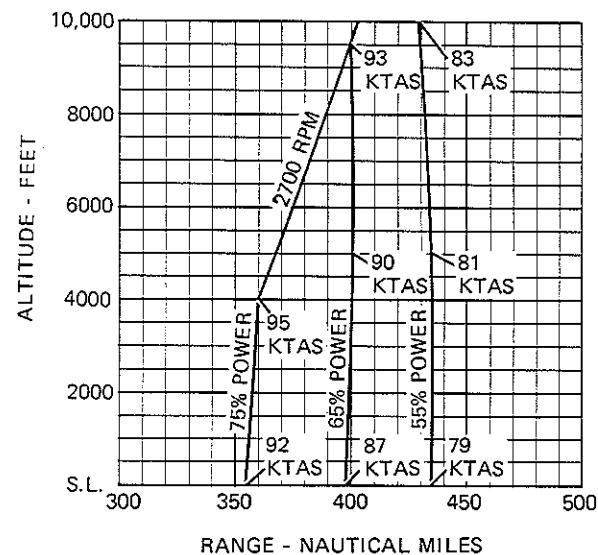 10,000
8000
6000
4000
2000
S.L.
ALTITUDE - FEET
93
KTAS
83
KTAS
2700 RPM
90
KTAS
81
KTAS
95
KTAS
75% POWER
65% POWER
55% POWER
92
KTAS
87
KTAS
79
KTAS
300
350
400
450
500
RANGE - NAUTICAL MILES